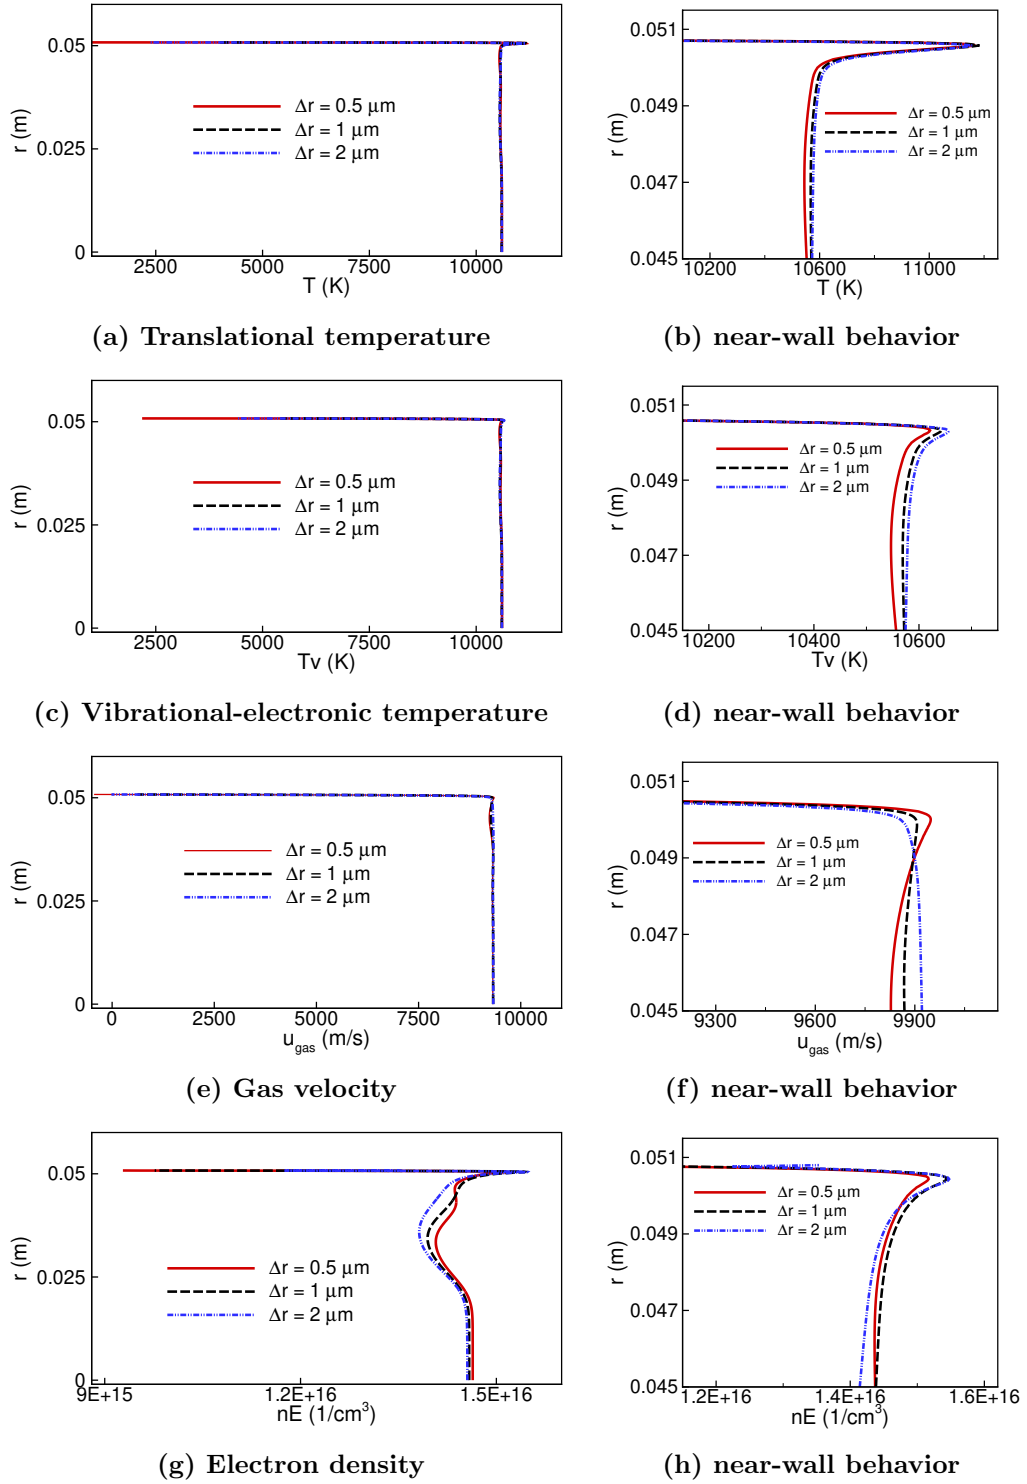 0.05
0.025
0
r (m)
Δr = 0.5 μm
Δr = 1 μm
Δr = 2 μm
2500 5000 7500 10000
T (K)
(a) Translational temperature
0.051
0.049
0.047
0.045
r (m)
Δr = 0.5 μm
Δr = 1 μm
Δr = 2 μm
10200 10600 11000
T (K)
(b) near-wall behavior
0.05
0.025
0
r (m)
Δr = 0.5 μm
Δr = 1 μm
Δr = 2 μm
2500 5000 7500 10000
Tv (K)
(c) Vibrational-electronic temperature
0.051
0.049
0.047
0.045
r (m)
Δr = 0.5 μm
Δr = 1 μm
Δr = 2 μm
10200 10400 10600
Tv (K)
(d) near-wall behavior
0.05
0.025
0
r (m)
Δr = 0.5 μm
Δr = 1 μm
Δr = 2 μm
0 2500 5000 7500 10000
u_gas (m/s)
(e) Gas velocity
0.051
0.049
0.047
0.045
r (m)
Δr = 0.5 μm
Δr = 1 μm
Δr = 2 μm
9300 9600 9900
u_gas (m/s)
(f) near-wall behavior
0.05
0.025
0
r (m)
Δr = 0.5 μm
Δr = 1 μm
Δr = 2 μm
9E+15 1.2E+16 1.5E+16
nE (1/cm³)
(g) Electron density
0.051
0.049
0.047
0.045
r (m)
Δr = 0.5 μm
Δr = 1 μm
Δr = 2 μm
1.2E+16 1.4E+16 1.6E+16
nE (1/cm³)
(h) near-wall behavior